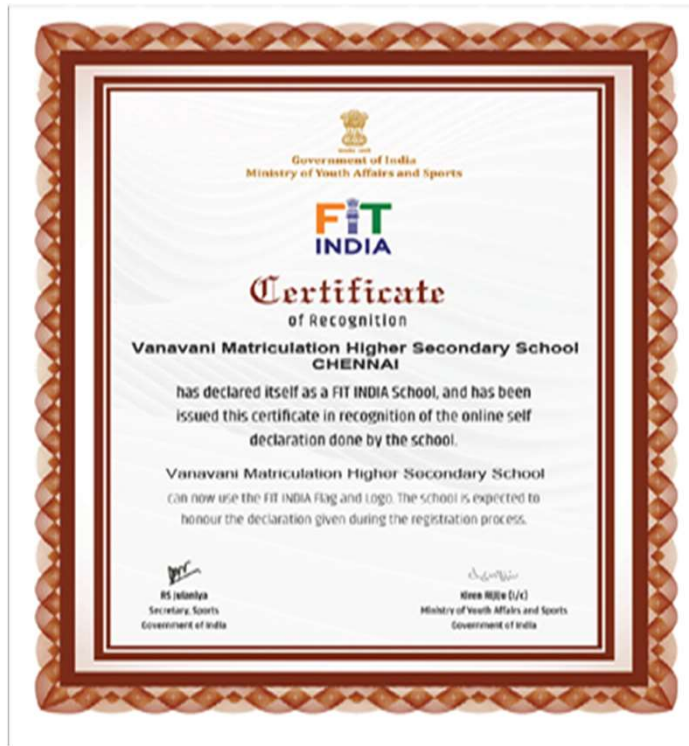 Government of India
Ministry of Youth Affairs and Sports
FIT
INDIA
Certificate
of Recognition
Vanavani Matriculation Higher Secondary School
CHENNAI
has declared itself as a FIT INDIA School, and has been
issued this certificate in recognition of the online self
declaration done by the school.
Vanavani Matriculation Higher Secondary School
can now use the FIT INDIA Flag and Logo. The school is expected to
honour the declaration given during the registration process.
RS Julaniya
Secretary, Sports
Government of India
Kiren Rijiju (I/c)
Ministry of Youth Affairs and Sports
Government of India